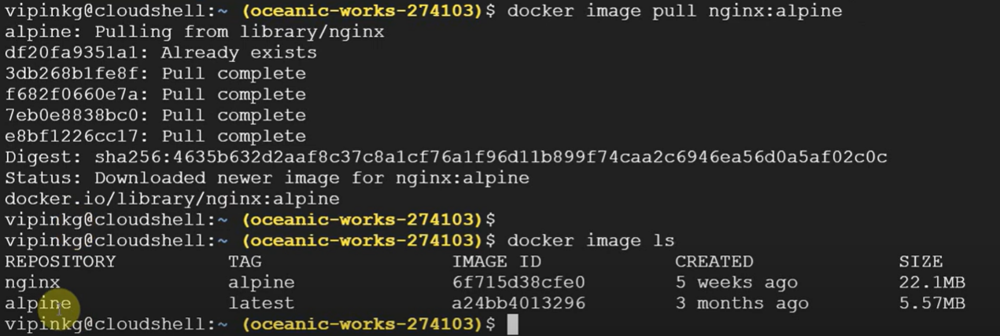 vipinkg@cloudshell:~ (oceanic-works-274103)$ docker image pull nginx:alpine
alpine: Pulling from library/nginx
df20fa9351a1: Already exists
3db268b1fe8f: Pull complete
f682f0660e7a: Pull complete
7eb0e8838bc0: Pull complete
e8bf1226cc17: Pull complete
Digest: sha256:4635b632d2aaf8c37c8a1cf76a1f96d11b899f74caa2c6946ea56d0a5af02c0c
Status: Downloaded newer image for nginx:alpine
docker.io/library/nginx:alpine
vipinkg@cloudshell:~ (oceanic-works-274103)$
vipinkg@cloudshell:~ (oceanic-works-274103)$ docker image ls
REPOSITORY TAG IMAGE ID CREATED SIZE
nginx alpine 6f715d38cfe0 5 weeks ago 22.1MB
alpine latest a24bb4013296 3 months ago 5.57MB
vipinkg@cloudshell:~ (oceanic-works-274103)$